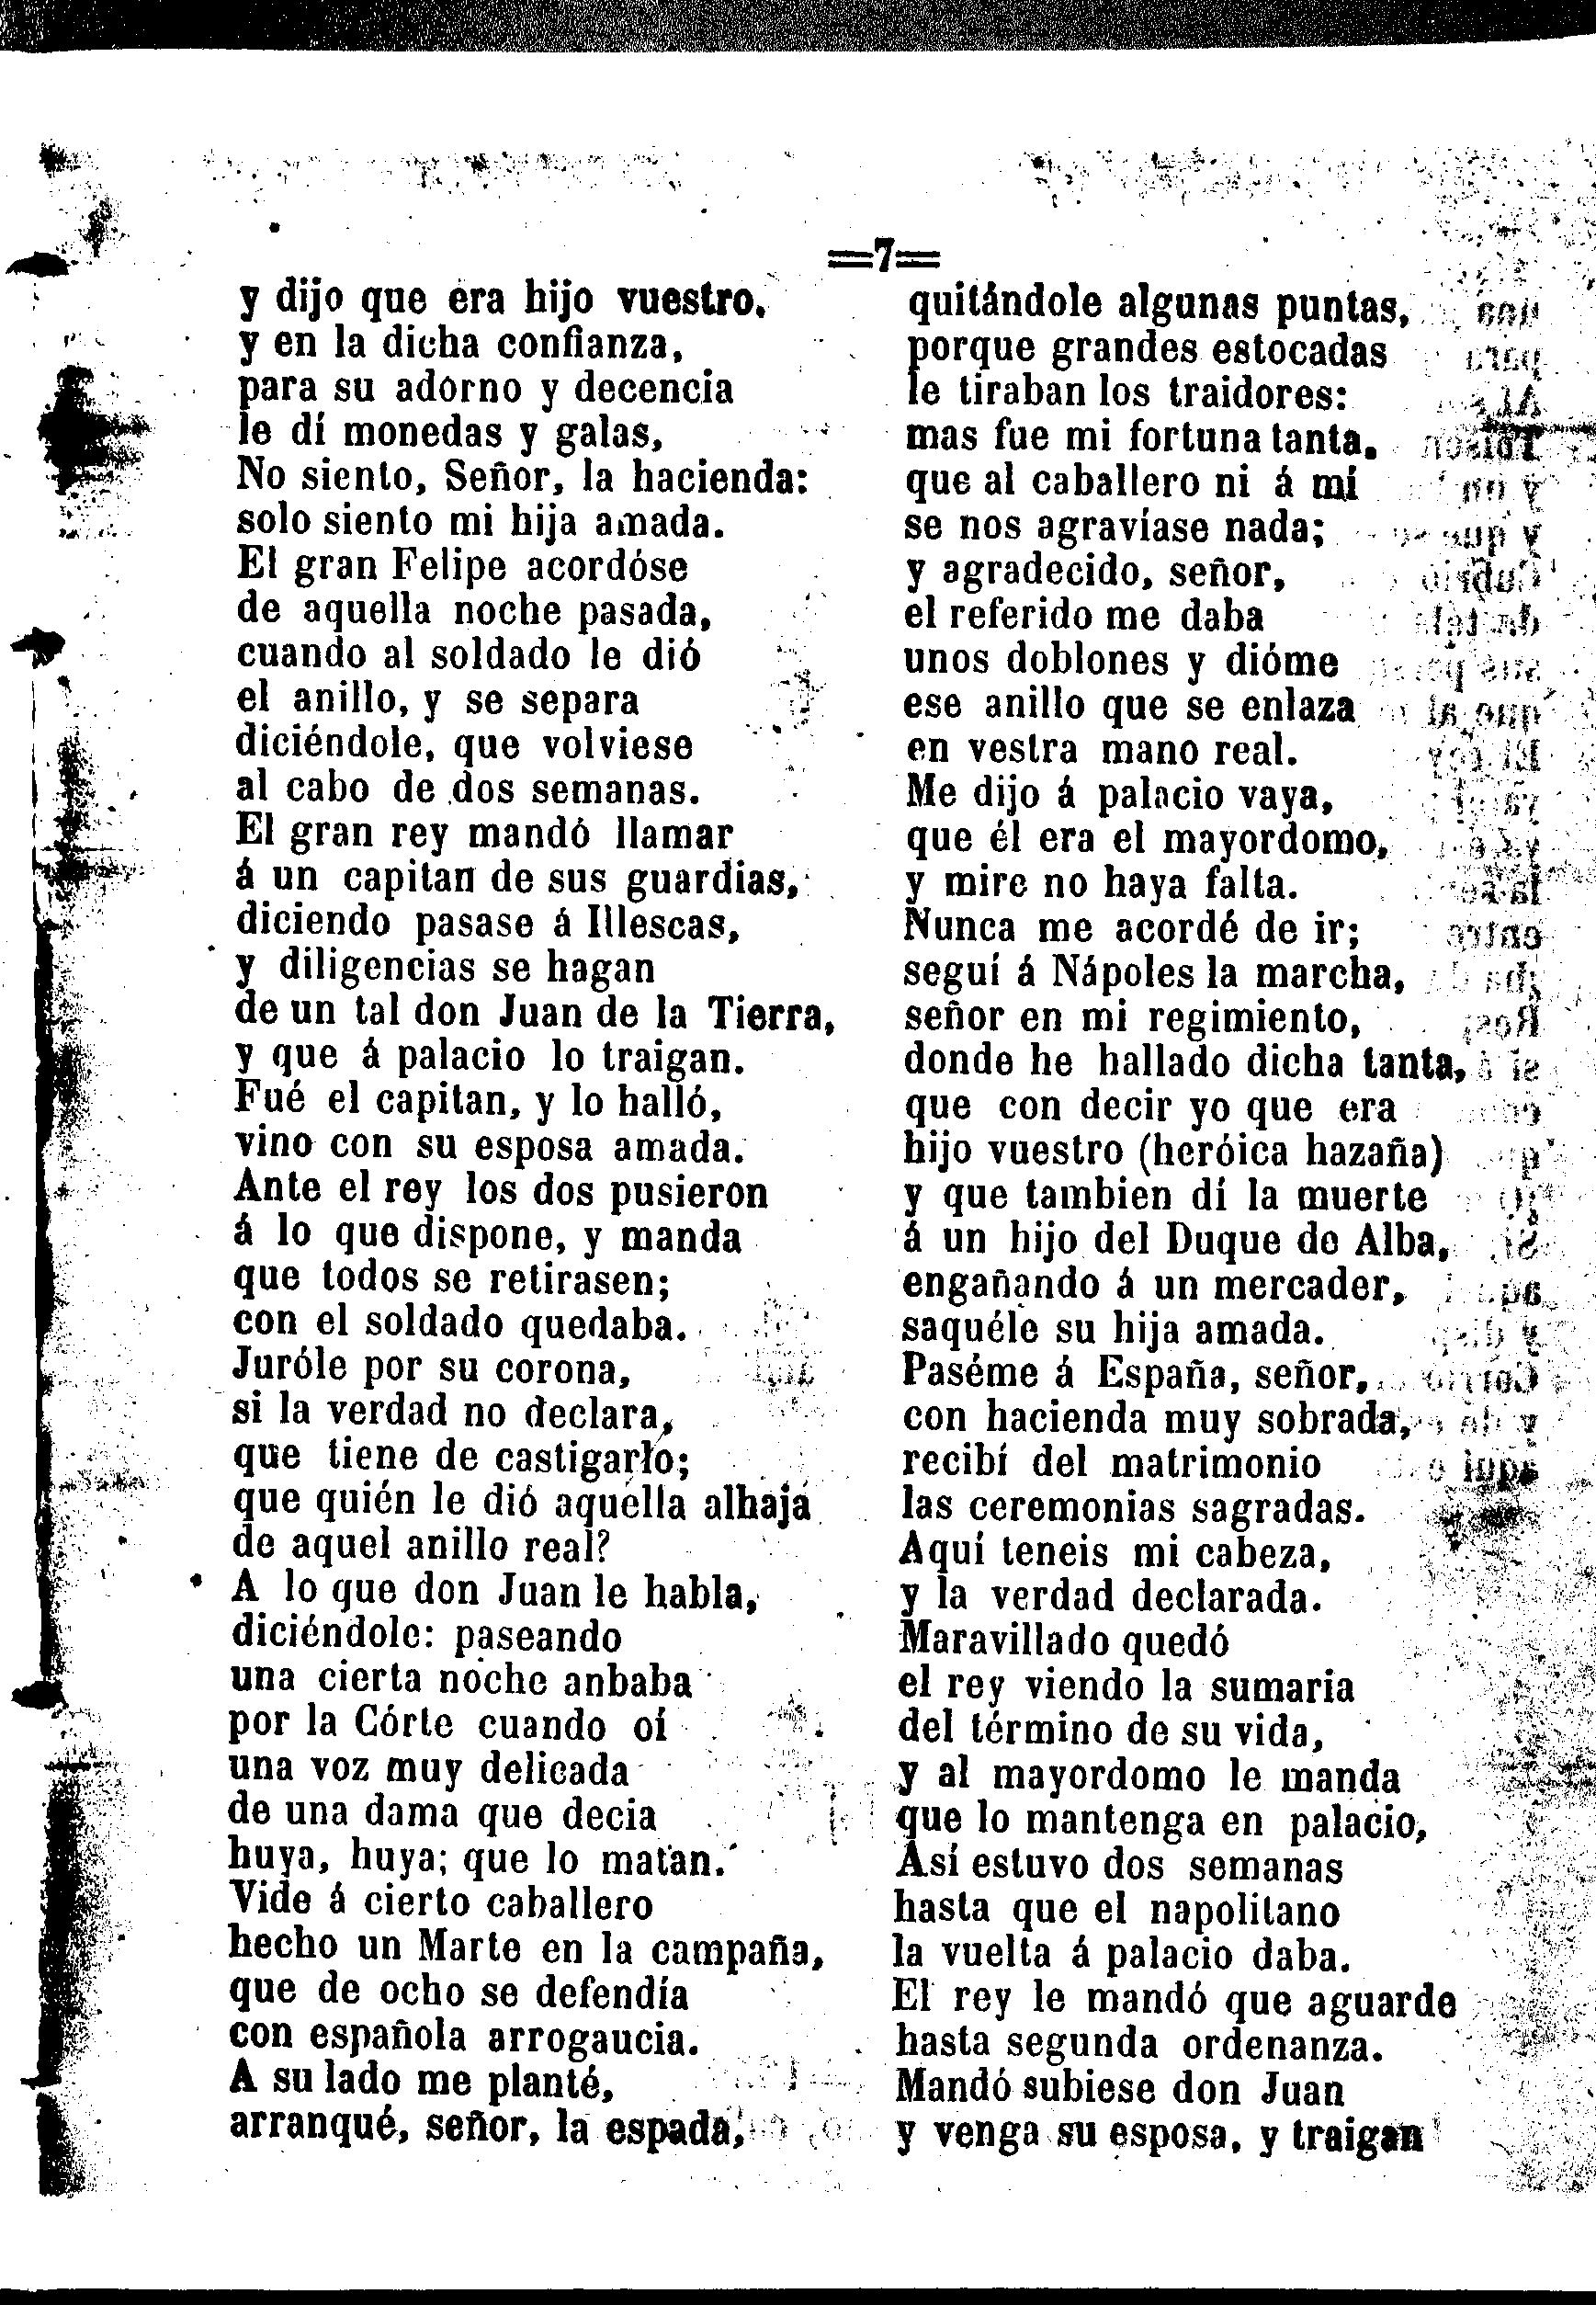 =7=
y dijo que era hijo vuestro.
y en la dicha confianza,
para su adorno y decencia
le dí monedas y galas,
No siento, Señor, la hacienda:
solo siento mi hija amada.
El gran Felipe acordóse
de aquella noche pasada,
cuando al soldado le dió
el anillo, y se separa
diciéndole, que volviese
al cabo de dos semanas.
El gran rey mandó llamar
á un capitan de sus guardias,
diciendo pasase á Illescas,
y diligencias se hagan
de un tal don Juan de la Tierra,
y que á palacio lo traigan.
Fué el capitan, y lo halló,
vino con su esposa amada.
Ante el rey los dos pusieron
á lo que dispone, y manda
que todos se retirasen;
con el soldado quedaba.
Juróle por su corona,
si la verdad no declara,
que tiene de castigarlo;
que quién le dió aquella alhaja
de aquel anillo real?
A lo que don Juan le habla,
diciéndole: paseando
una cierta noche anbaba
por la Córte cuando oí
una voz muy delicada
de una dama que decia
huya, huya; que lo matan.
Vide á cierto caballero
hecho un Marte en la campaña,
que de ocho se defendía
con española arrogaucia.
A su lado me planté,
arranqué, señor, la espada,
quitándole algunas puntas,
porque grandes estocadas
le tiraban los traidores:
mas fue mi fortuna tanta.
que al caballero ni á mí
se nos agravíase nada;
y agradecido, señor,
el referido me daba
unos doblones y dióme
ese anillo que se enlaza
en vestra mano real.
Me dijo á palacio vaya,
que él era el mayordomo,
y mire no haya falta.
Nunca me acordé de ir;
seguí á Nápoles la marcha,
señor en mi regimiento,
donde he hallado dicha tanta,
que con decir yo que era
hijo vuestro (heróica hazaña)
y que tambien dí la muerte
á un hijo del Duque de Alba,
engañando á un mercader,
saquéle su hija amada.
Paséme á España, señor,
con hacienda muy sobrada,
recibí del matrimonio
las ceremonias sagradas.
Aquí teneis mi cabeza,
y la verdad declarada.
Maravillado quedó
el rey viendo la sumaria
del término de su vida,
y al mayordomo le manda
que lo mantenga en palacio,
Así estuvo dos semanas
hasta que el napolitano
la vuelta á palacio daba.
El rey le mandó que aguarde
hasta segunda ordenanza.
Mandó subiese don Juan
y venga su esposa, y traigan